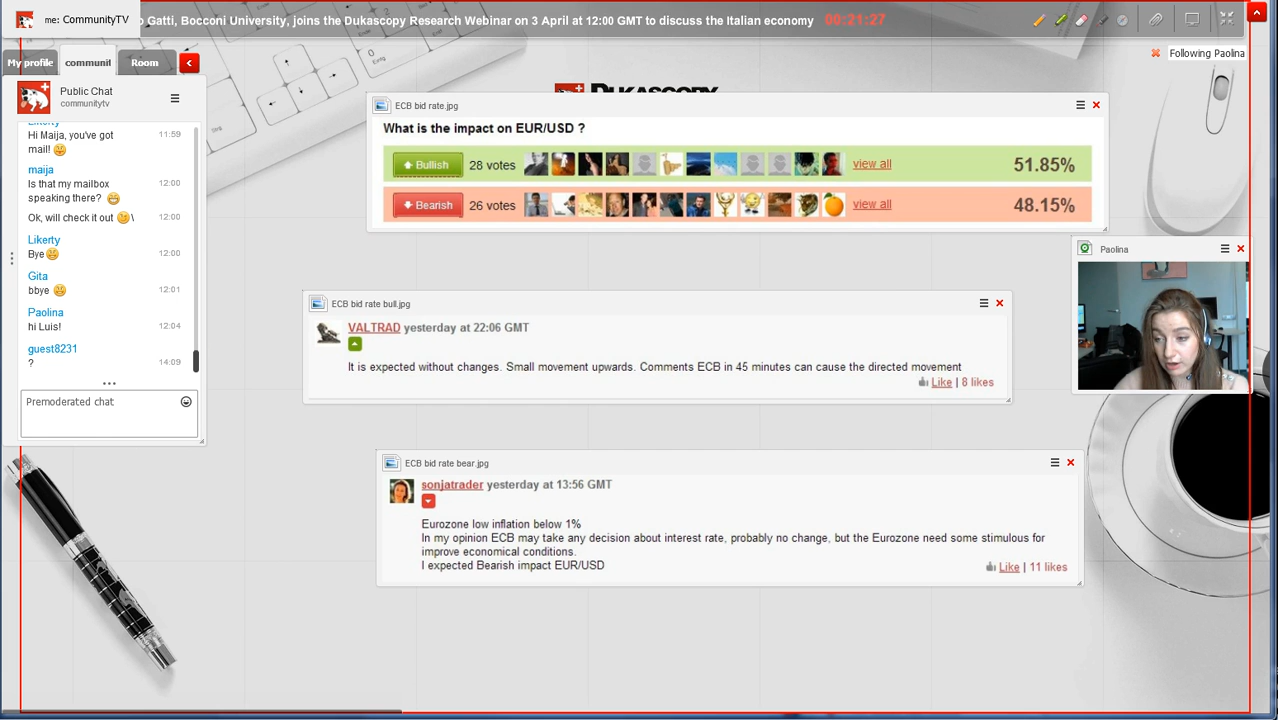 me: CommunityTV
o Gatti, Bocconi University, joins the Dukascopy Research Webinar on 3 April at 12:00 GMT to discuss the Italian economy 00:21:27
Following Paolina
My profile
communit
Room
Public Chat
communitytv
Likerty
Hi Maija, you've got 11:59
mail!
maija
Is that my mailbox 12:00
speaking there?
Ok, will check it out \ 12:00
Likerty
Bye 12:00
Gita
bbye 12:01
Paolina
hi Luis! 12:04
guest8231
? 14:09
Premoderated chat
DUKASCOPY
ECB bid rate.jpg
What is the impact on EUR/USD ?
Bullish 28 votes view all 51.85%
Bearish 26 votes view all 48.15%
Paolina
ECB bid rate bull.jpg
VALTRAD yesterday at 22:06 GMT
It is expected without changes. Small movement upwards. Comments ECB in 45 minutes can cause the directed movement
Like | 8 likes
ECB bid rate bear.jpg
sonjatrader yesterday at 13:56 GMT
Eurozone low inflation below 1%
In my opinion ECB may take any decision about interest rate, probably no change, but the Eurozone need some stimulous for
improve economical conditions.
I expected Bearish impact EUR/USD
Like | 11 likes